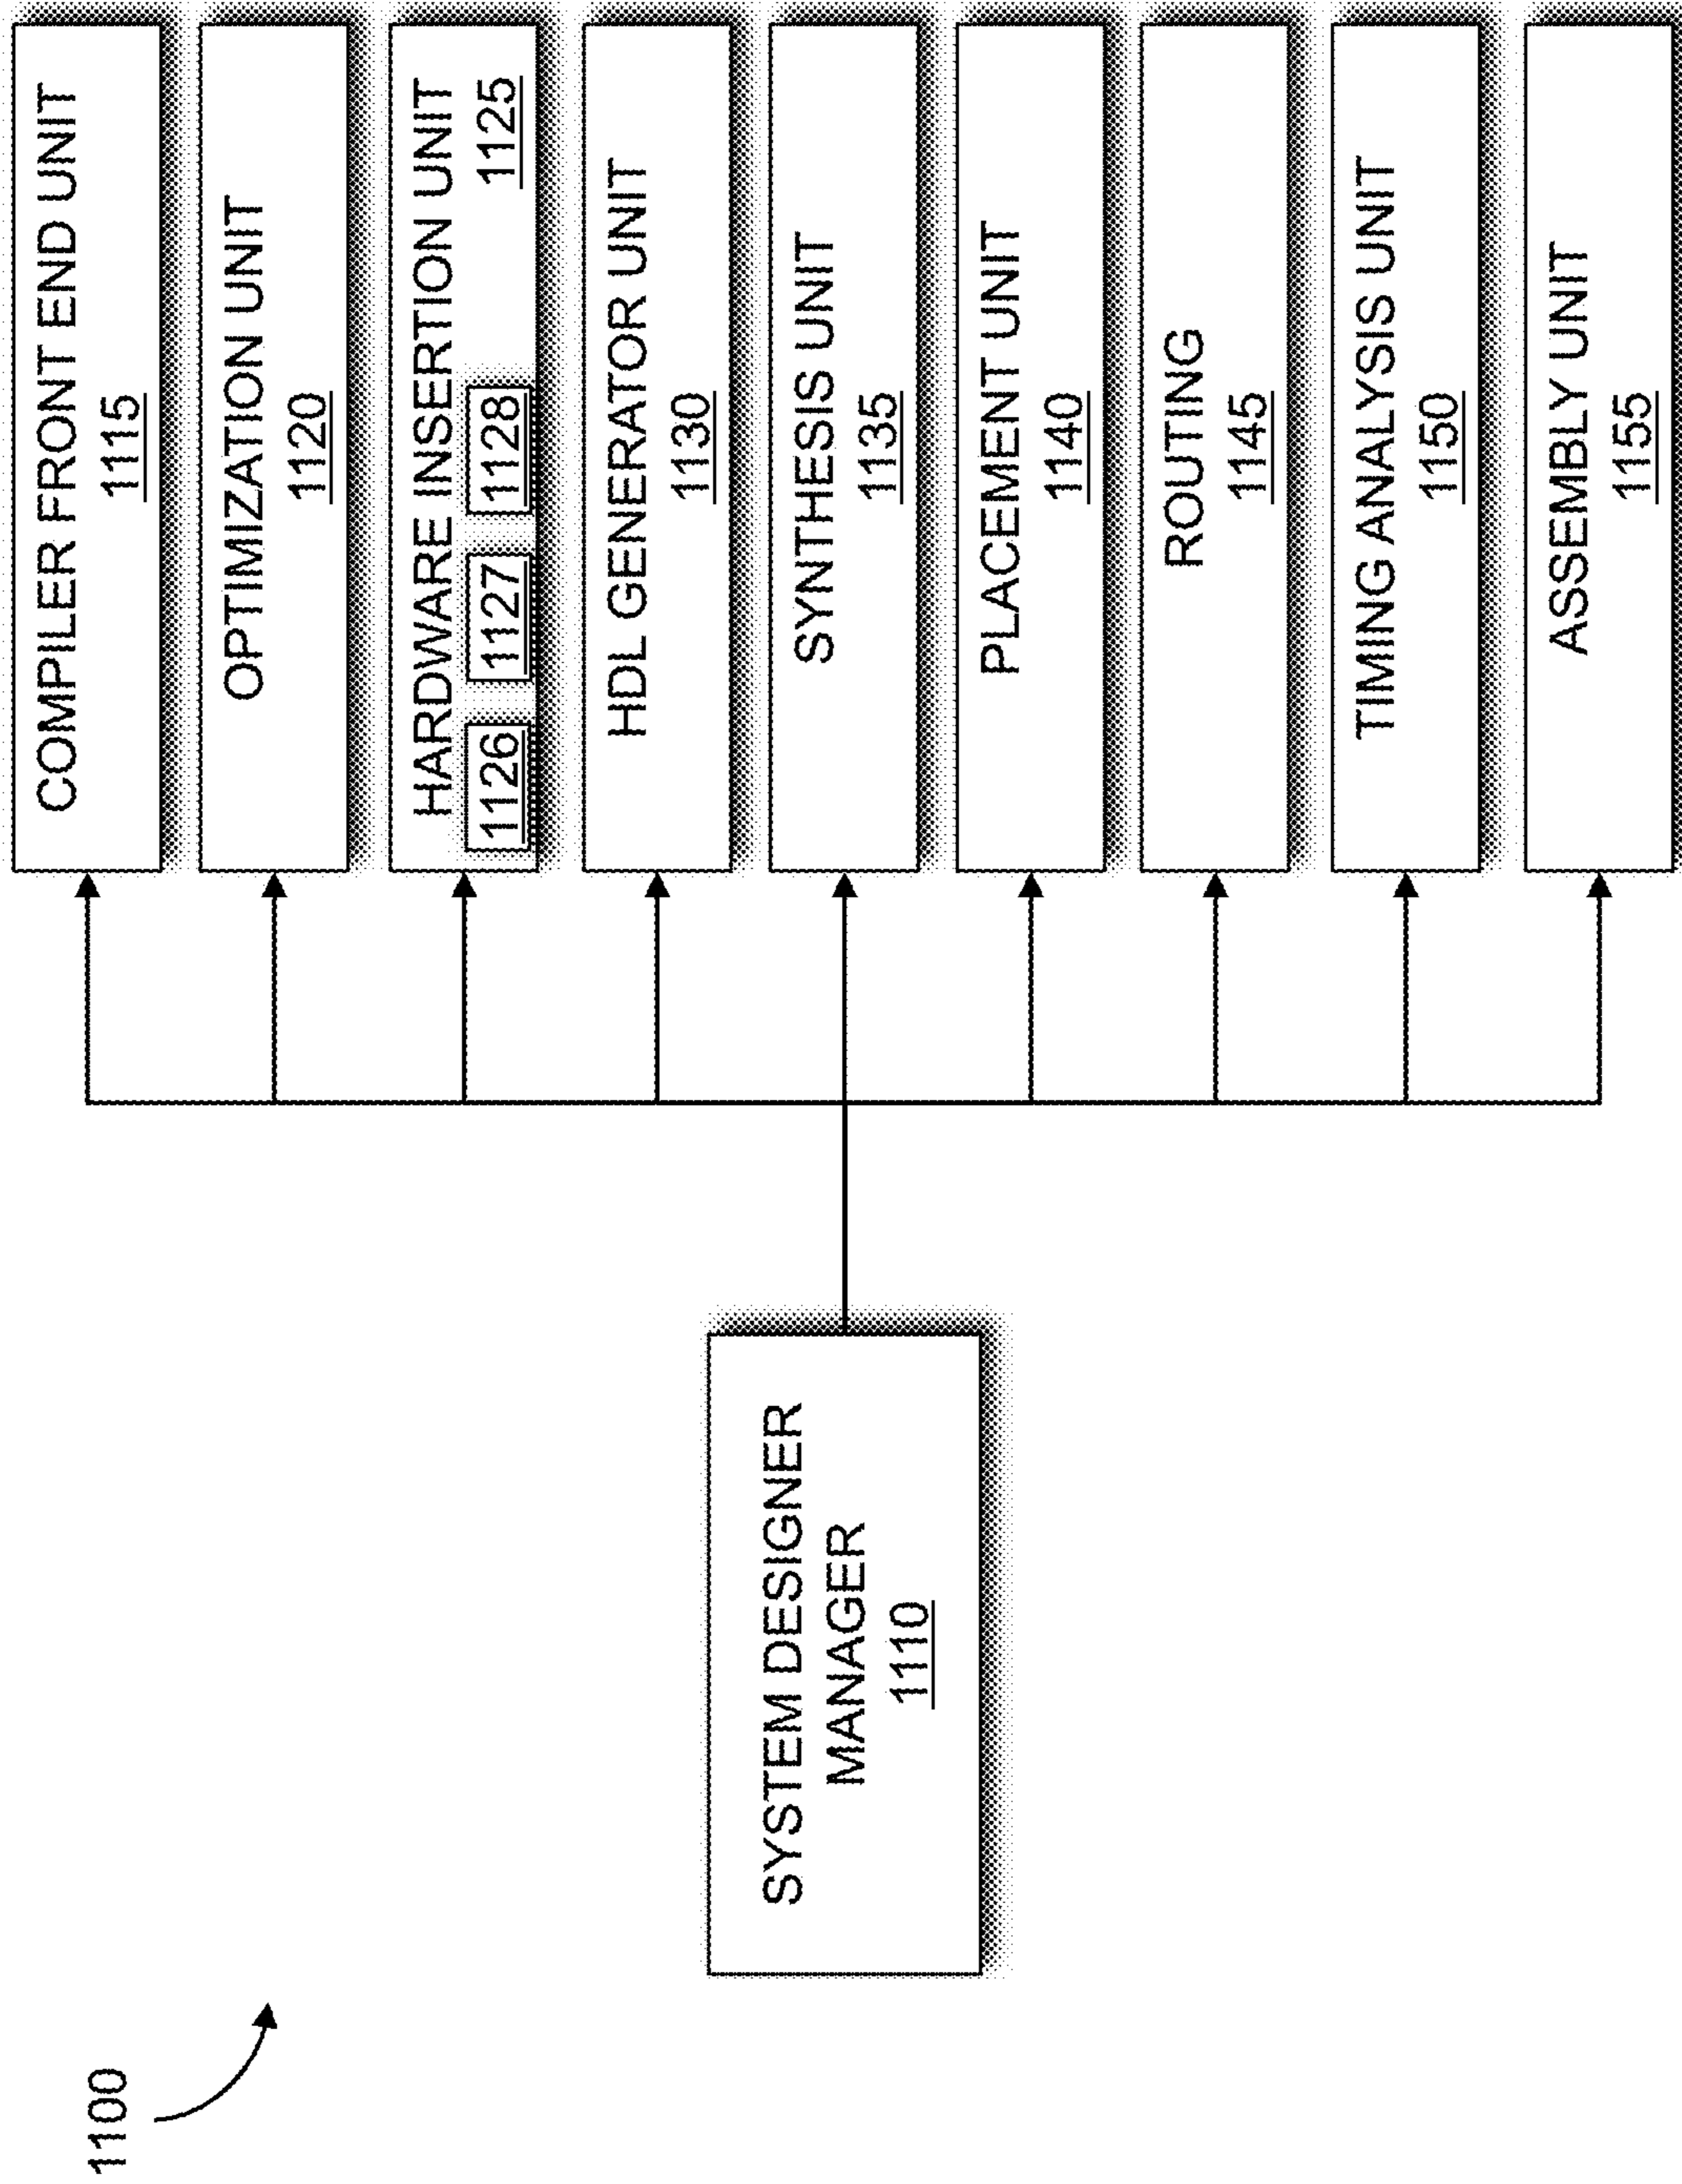 1100
SYSTEM DESIGNER
MANAGER
1110
COMPILER FRONT END UNIT
1115
OPTIMIZATION UNIT
1120
HARDWARE INSERTION UNIT
1126 1127 1128 1125
HDL GENERATOR UNIT
1130
SYNTHESIS UNIT
1135
PLACEMENT UNIT
1140
ROUTING
1145
TIMING ANALYSIS UNIT
1150
ASSEMBLY UNIT
1155